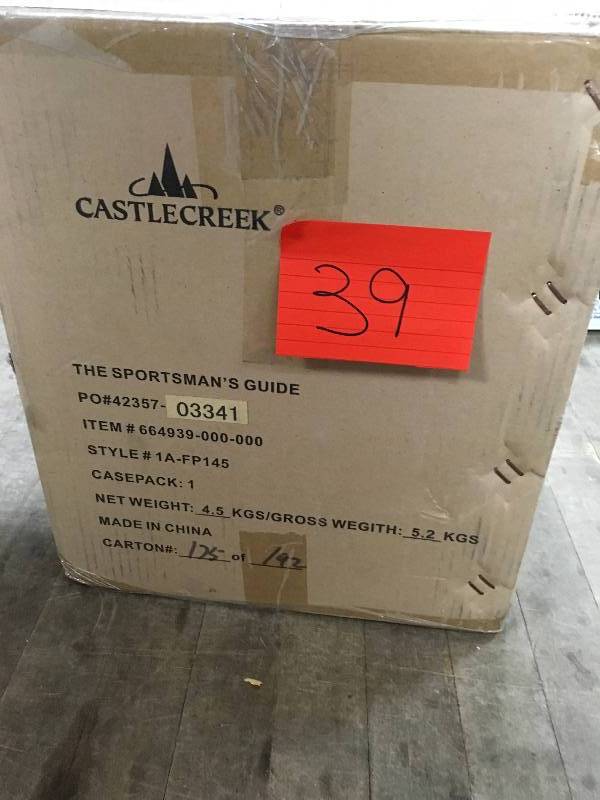 CASTLECREEK®
39
THE SPORTSMAN'S GUIDE
PO#42357-03341
ITEM # 664939-000-000
STYLE # 1A-FP145
CASEPACK: 1
NET WEIGHT: 4.5 KGS/GROSS WEGITH: 5.2 KGS
MADE IN CHINA
CARTON#: 125 of 192